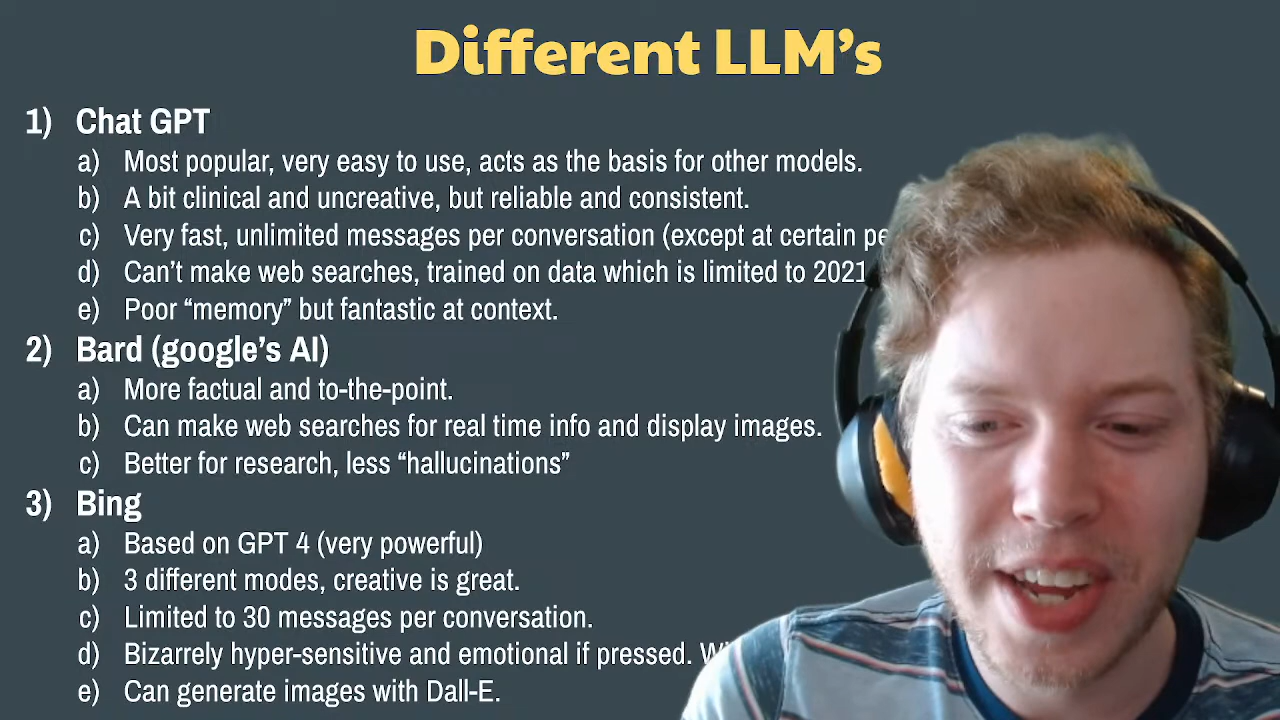 Different LLM's
1) Chat GPT
a) Most popular, very easy to use, acts as the basis for other models.
b) A bit clinical and uncreative, but reliable and consistent.
c) Very fast, unlimited messages per conversation (except at certain
d) Can't make web searches, trained on data which is limited to 2021
e) Poor “memory” but fantastic at context.
2) Bard (google's AI)
a) More factual and to-the-point.
b) Can make web searches for real time info and display images.
c) Better for research, less “hallucinations”
3) Bing
a) Based on GPT 4 (very powerful)
b) 3 different modes, creative is great.
c) Limited to 30 messages per conversation.
d) Bizarrely hyper-sensitive and emotional if pressed.
e) Can generate images with Dall-E.